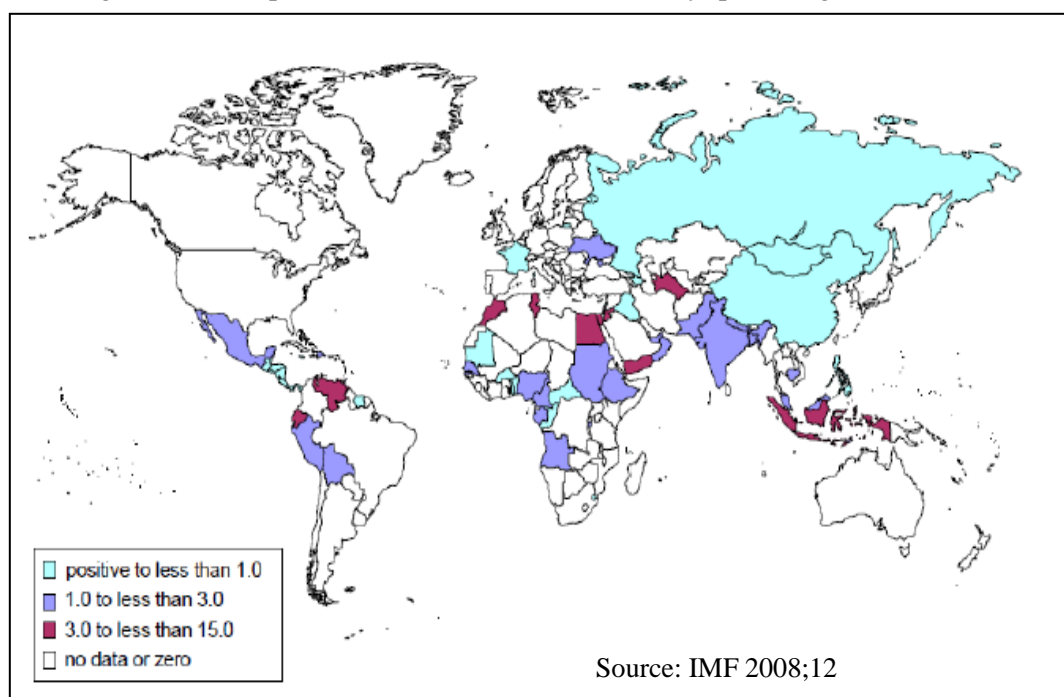 positive to less than 1.0
1.0 to less than 3.0
3.0 to less than 15.0
no data or zero
Source: IMF 2008;12